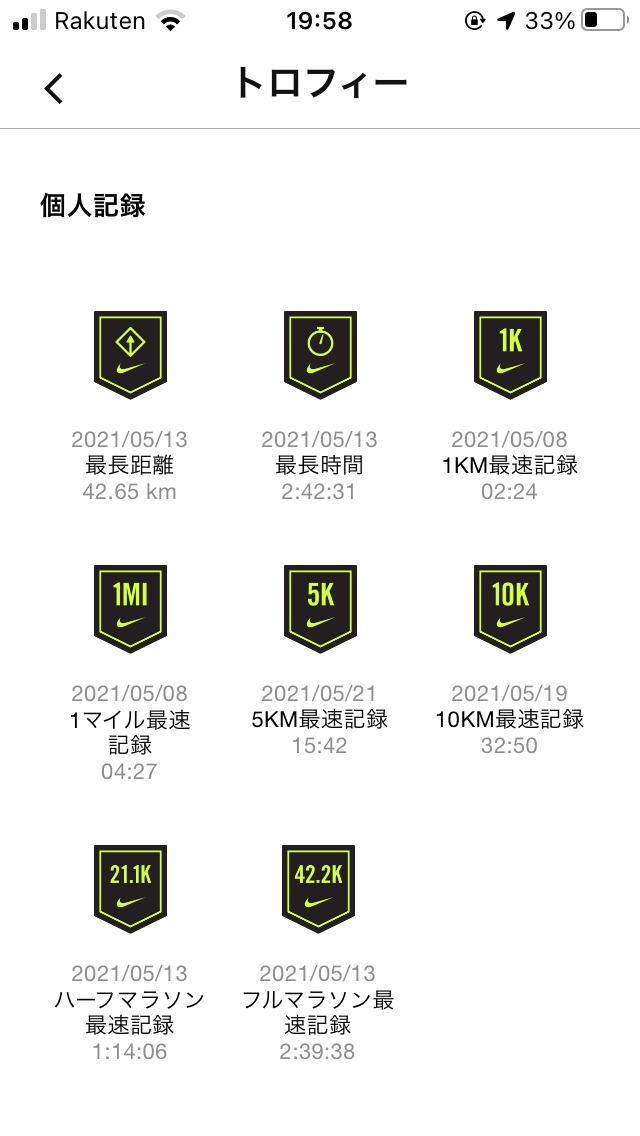 Rakuten 19:58 33%
トロフィー
個人記録
1K
2021/05/13 2021/05/13 2021/05/08
最長距離 最長時間 1KM最速記録
42.65 km 2:42:31 02:24
1MI 5K 10K
2021/05/08 2021/05/21 2021/05/19
1マイル最速 5KM最速記録 10KM最速記録
記録 15:42 32:50
04:27
21.1K 42.2K
2021/05/13 2021/05/13
ハーフマラソン フルマラソン最
最速記録 速記録
1:14:06 2:39:38